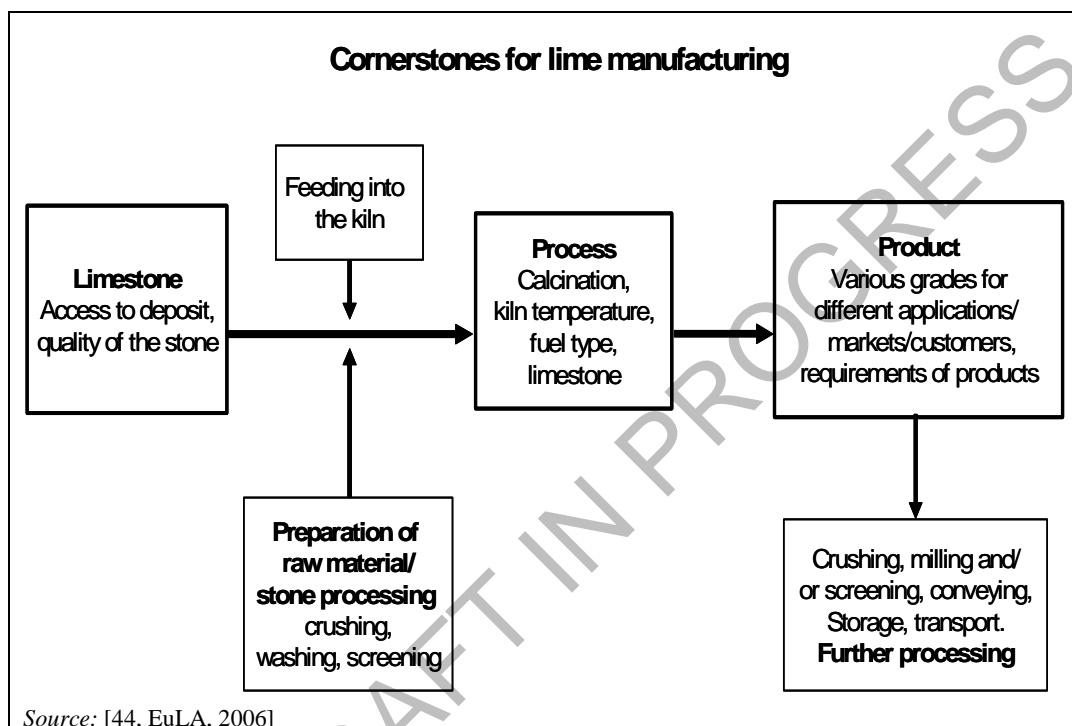 Cornerstones for lime manufacturing
Feeding into
the kiln
Limestone
Access to deposit,
quality of the stone
Process
Calcination,
kiln temperature,
fuel type,
limestone
Product
Various grades for
different applications/
markets/customers,
requirements of products
Preparation of
raw material/
stone processing
crushing,
washing, screening
Crushing, milling and/
or screening, conveying,
Storage, transport.
Further processing
Source: [44, EuLA, 2006]
AFT IN PROGRESS